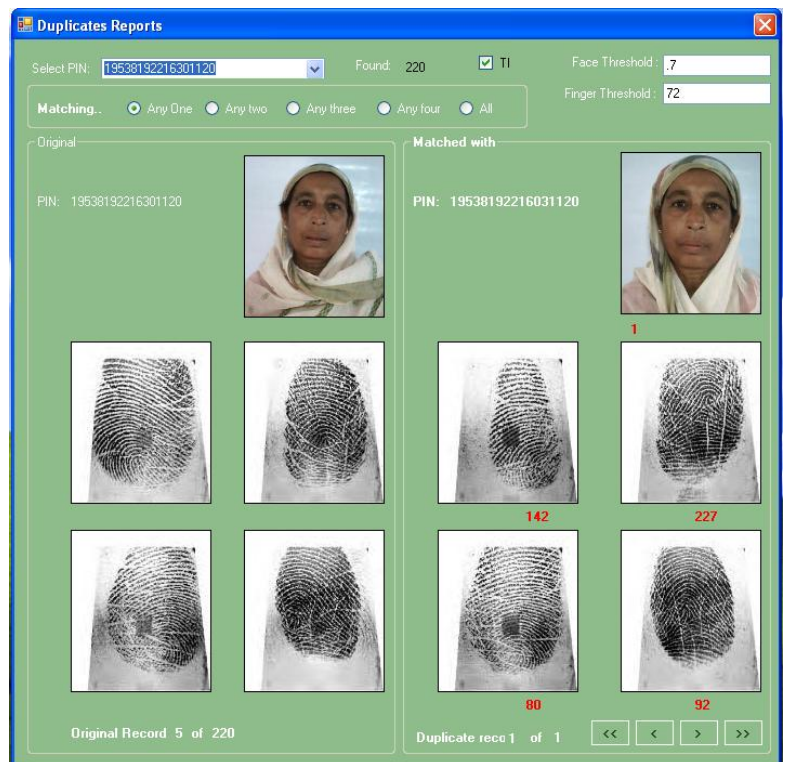 Duplicates Reports
Select PIN: 19538192216301120 Found: 220 TI Face Threshold : .7
Finger Threshold : 72
Matching.. Any One Any two Any three Any four All
Original
PIN: 19538192216301120
Matched with
PIN: 19538192216031120
1
142 227
80 92
Original Record 5 of 220
Duplicate reco 1 of 1 << < > >>